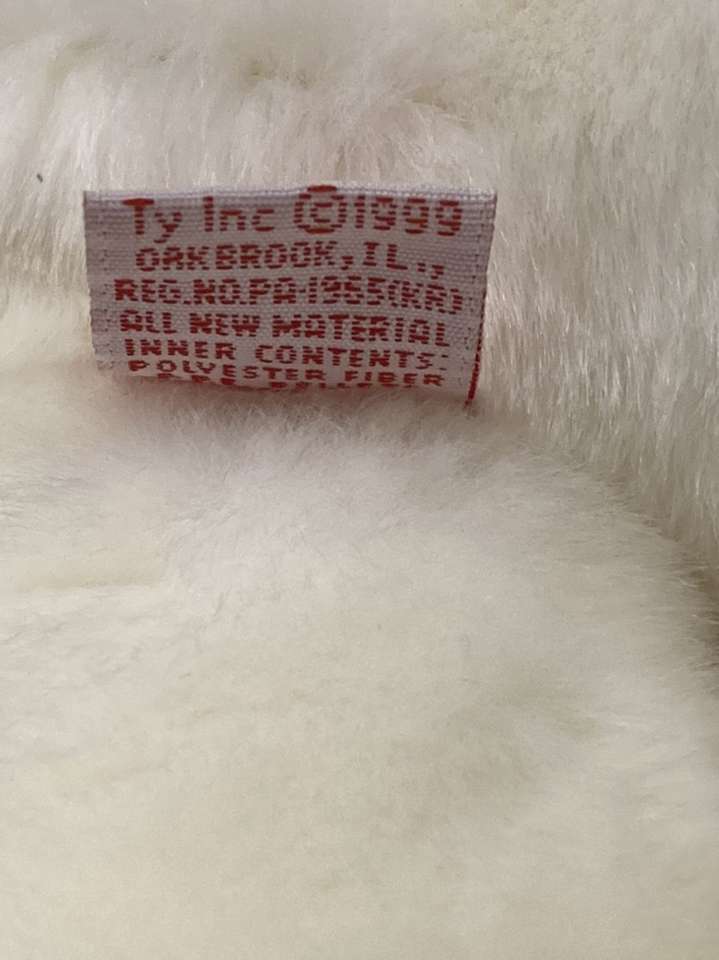 Ty Inc ©1999
OAKBROOK,IL.,
REG.NO.PA-1965(KR)
ALL NEW MATERIAL
INNER CONTENTS:
POLYESTER FIBER